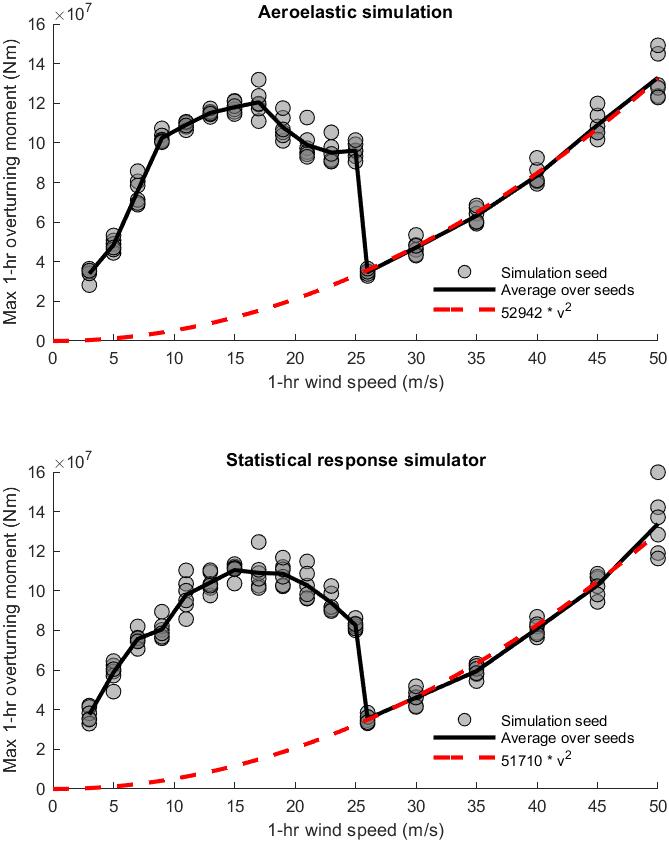 Aeroelastic simulation
×10⁷
Max 1-hr overturning moment (Nm)
16
14
12
10
8
6
4
2
0
Simulation seed
Average over seeds
52942 * v²
0 5 10 15 20 25 30 35 40 45 50
1-hr wind speed (m/s)
Statistical response simulator
×10⁷
Max 1-hr overturning moment (Nm)
16
14
12
10
8
6
4
2
0
Simulation seed
Average over seeds
51710 * v²
0 5 10 15 20 25 30 35 40 45 50
1-hr wind speed (m/s)